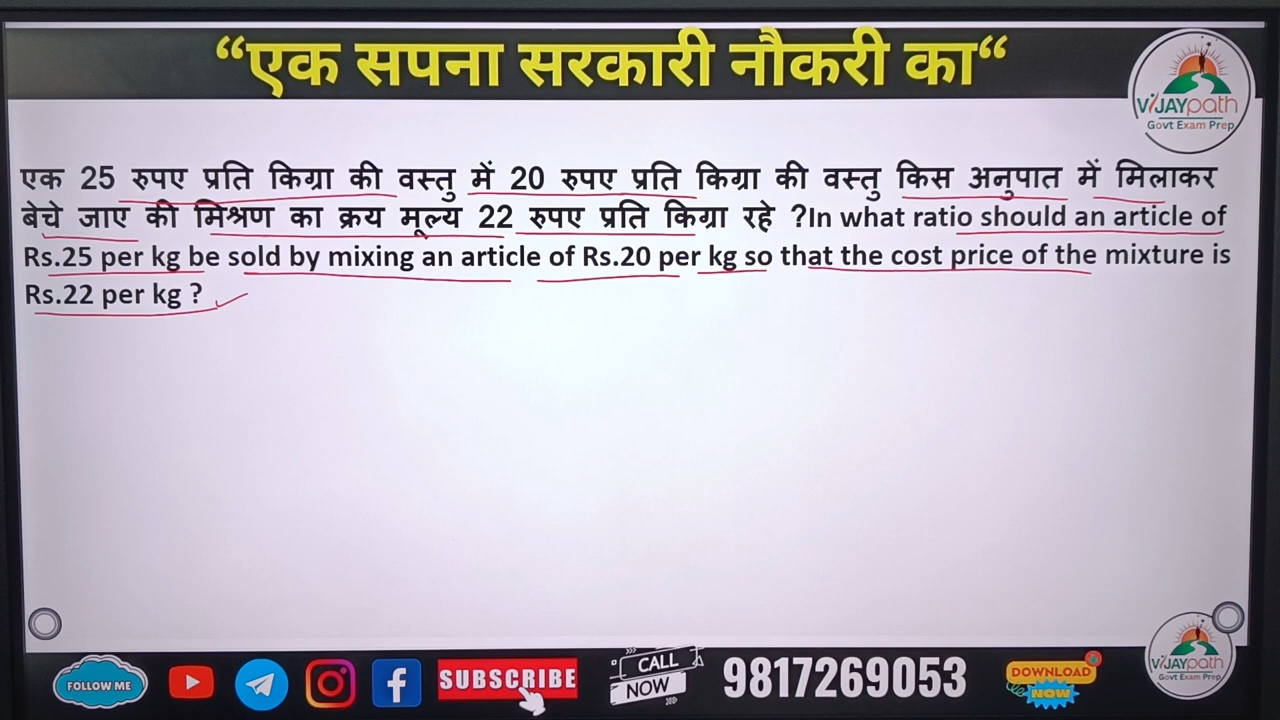 “एक सपना सरकारी नौकरी का“
ViJAYpath
Govt Exam Prep
एक 25 रुपए प्रति किग्रा की वस्तु में 20 रुपए प्रति किग्रा की वस्तु किस अनुपात में मिलाकर
बेचे जाए की मिश्रण का क्रय मूल्य 22 रुपए प्रति किग्रा रहे ?In what ratio should an article of
Rs.25 per kg be sold by mixing an article of Rs.20 per kg so that the cost price of the mixture is
Rs.22 per kg ?
FOLLOW ME
SUBSCRIBE
CALL
NOW
9817269053
DOWNLOAD
NOW
ViJAYpath
Govt Exam Prep